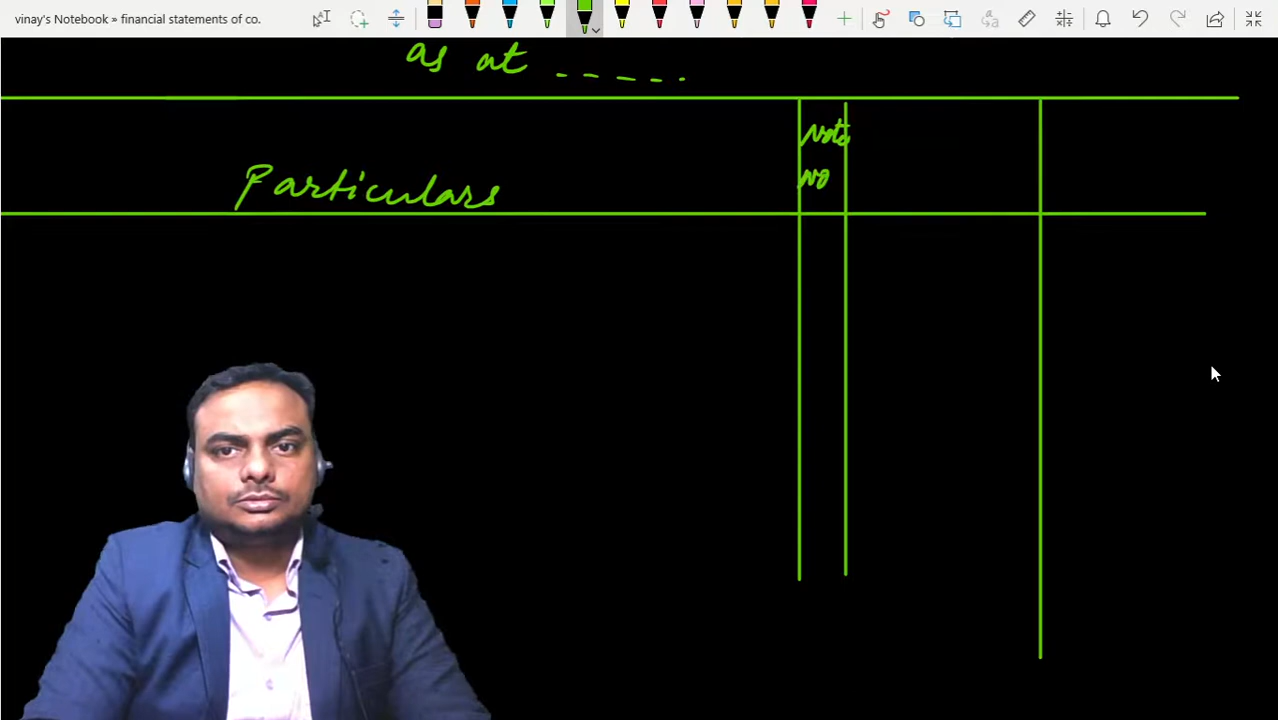 vinay's Notebook » financial statements of co.
as at _ _ _ _ _
Note
Particulars
No